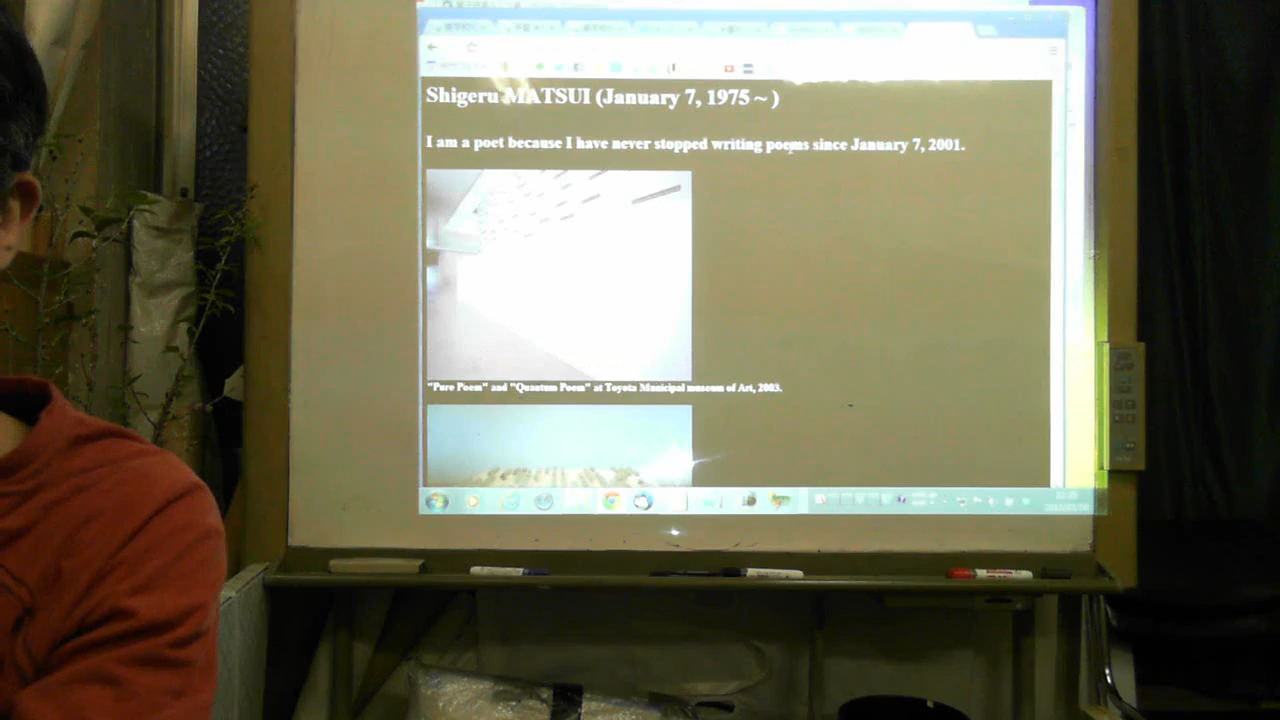 Shigeru MATSUI (January 7, 1975 ~ )
I am a poet because I have never stopped writing poems since January 7, 2001.
"Pure Poem" and "Quantum Poem" at Toyota Municipal museum of Art, 2003.